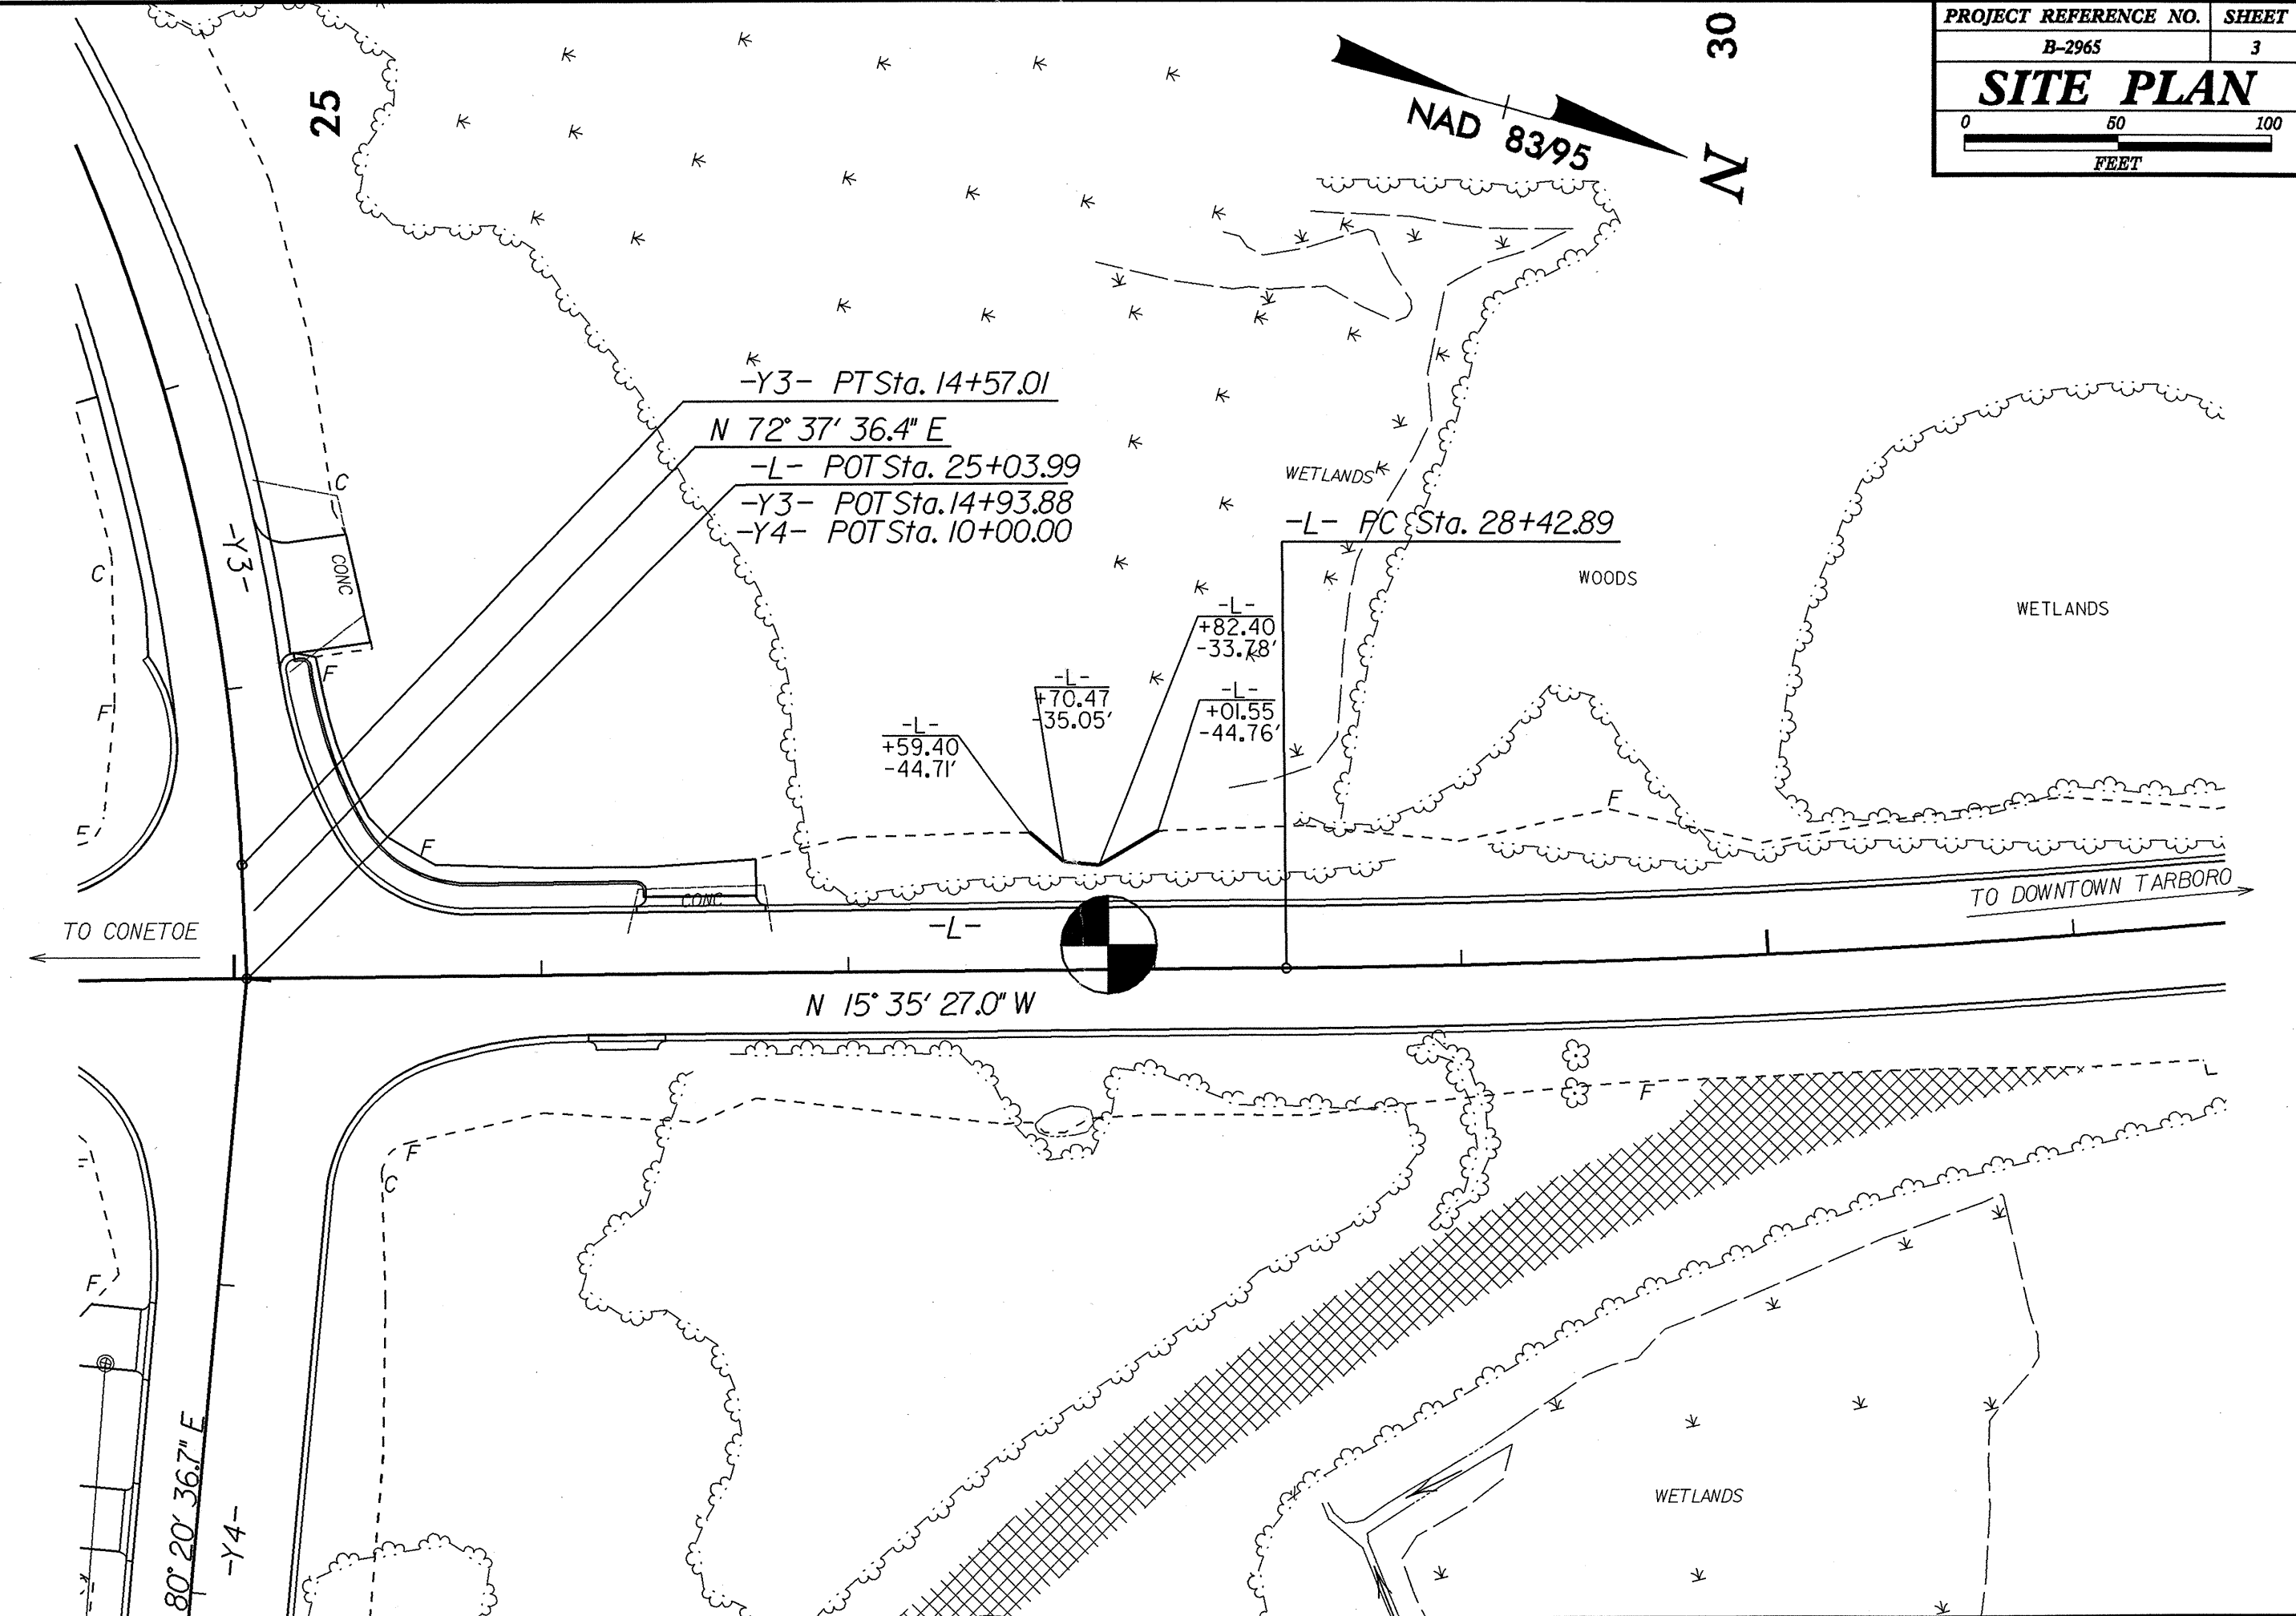 PROJECT REFERENCE NO. SHEET
B-2965 3
SITE PLAN
0 50 100
FEET
25
30
NAD 83/95
N
-Y3- PT Sta. 14+57.01
N 72° 37' 36.4" E
-L- POT Sta. 25+03.99
-Y3- POT Sta. 14+93.88
-Y4- POT Sta. 10+00.00
WETLANDS
-L- PC Sta. 28+42.89
WOODS
WETLANDS
C
-Y3-
CONC
C
F
F
-L-
+82.40
-33.78'
-L-
+70.47
-35.05'
-L-
+01.55
-44.76'
-L-
+59.40
-44.71'
F
F
F
CONC
TO CONETOE
-L-
TO DOWNTOWN TARBORO
N 15° 35' 27.0" W
F
F
C
F
80° 20' 36.7" E
-Y4-
WETLANDS